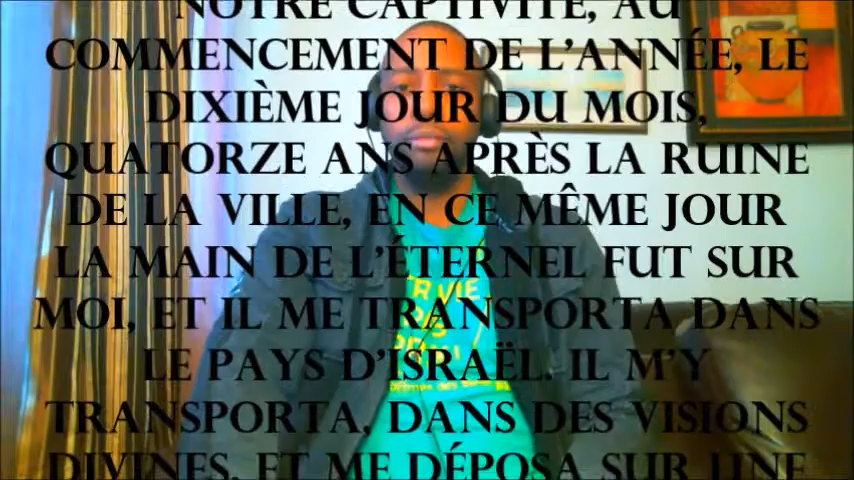 NOTRE CAPTIVITÉ, AU
COMMENCEMENT DE L'ANNÉE, LE
DIXIÈME JOUR DU MOIS,
QUATORZE ANS APRÈS LA RUINE
DE LA VILLE, EN CE MÊME JOUR
LA MAIN DE L'ÉTERNEL FUT SUR
MOI, ET IL ME TRANSPORTA DANS
LE PAYS D'ISRAËL. IL M'Y
TRANSPORTA, DANS DES VISIONS
DIVINES, ET ME DÉPOSA SUR UNE